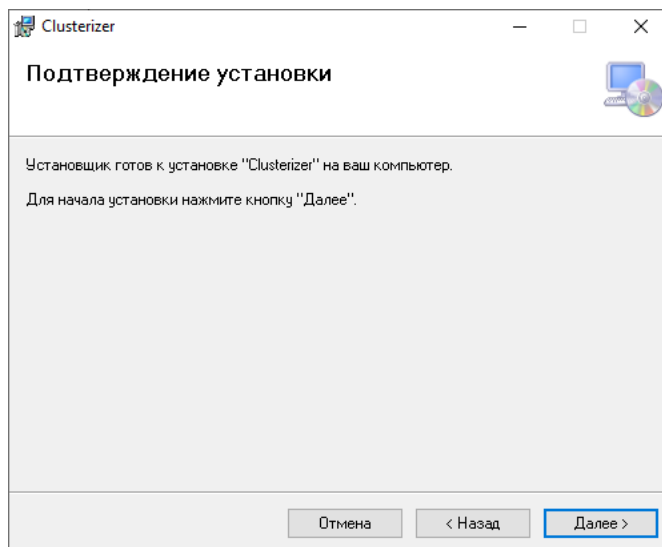 Clusterizer
Подтверждение установки
Установщик готов к установке "Clusterizer" на ваш компьютер.
Для начала установки нажмите кнопку "Далее".
Отмена
< Назад
Далее >